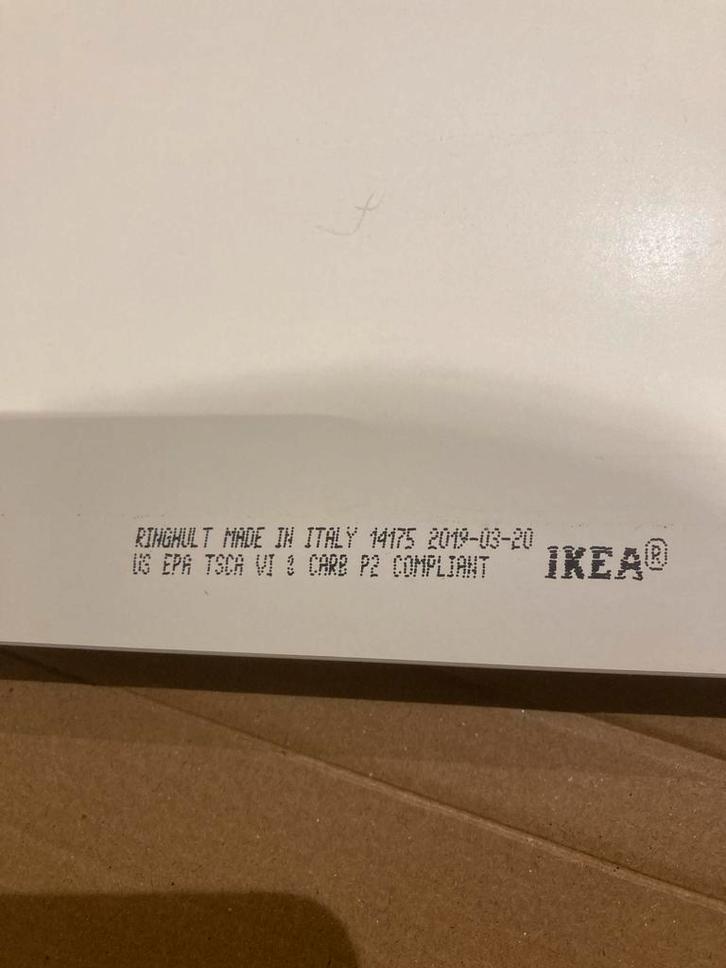 RINGHULT MADE IN ITALY 14175 2019-03-20
US EPA TSCA VI & CARB P2 COMPLIANT
IKEA®